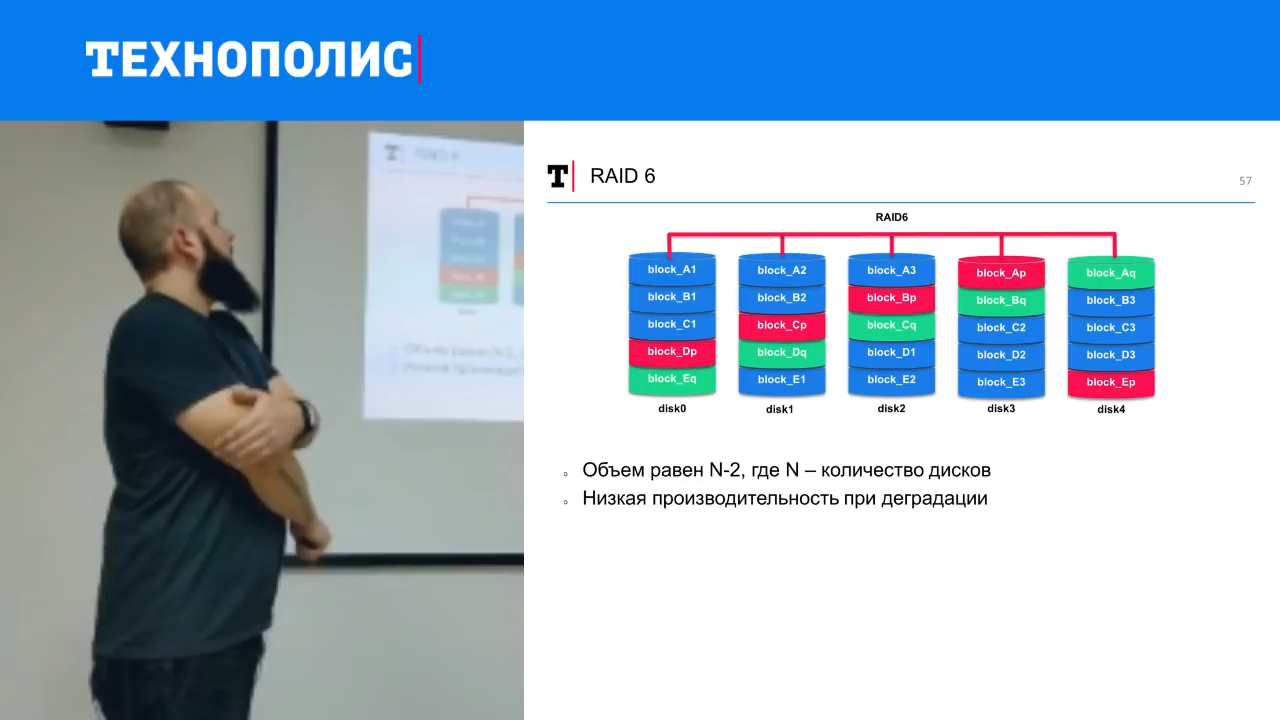 ТЕХНОПОЛИС
T RAID 6
57
RAID6
block_A1 block_A2 block_A3 block_Ap block_Aq
block_B1 block_B2 block_Bp block_Bq block_B3
block_C1 block_Cp block_Cq block_C2 block_C3
block_Dp block_Dq block_D1 block_D2 block_D3
block_Eq block_E1 block_E2 block_E3 block_Ep
disk0 disk1 disk2 disk3 disk4
Объем равен N-2, где N – количество дисков
Низкая производительность при деградации